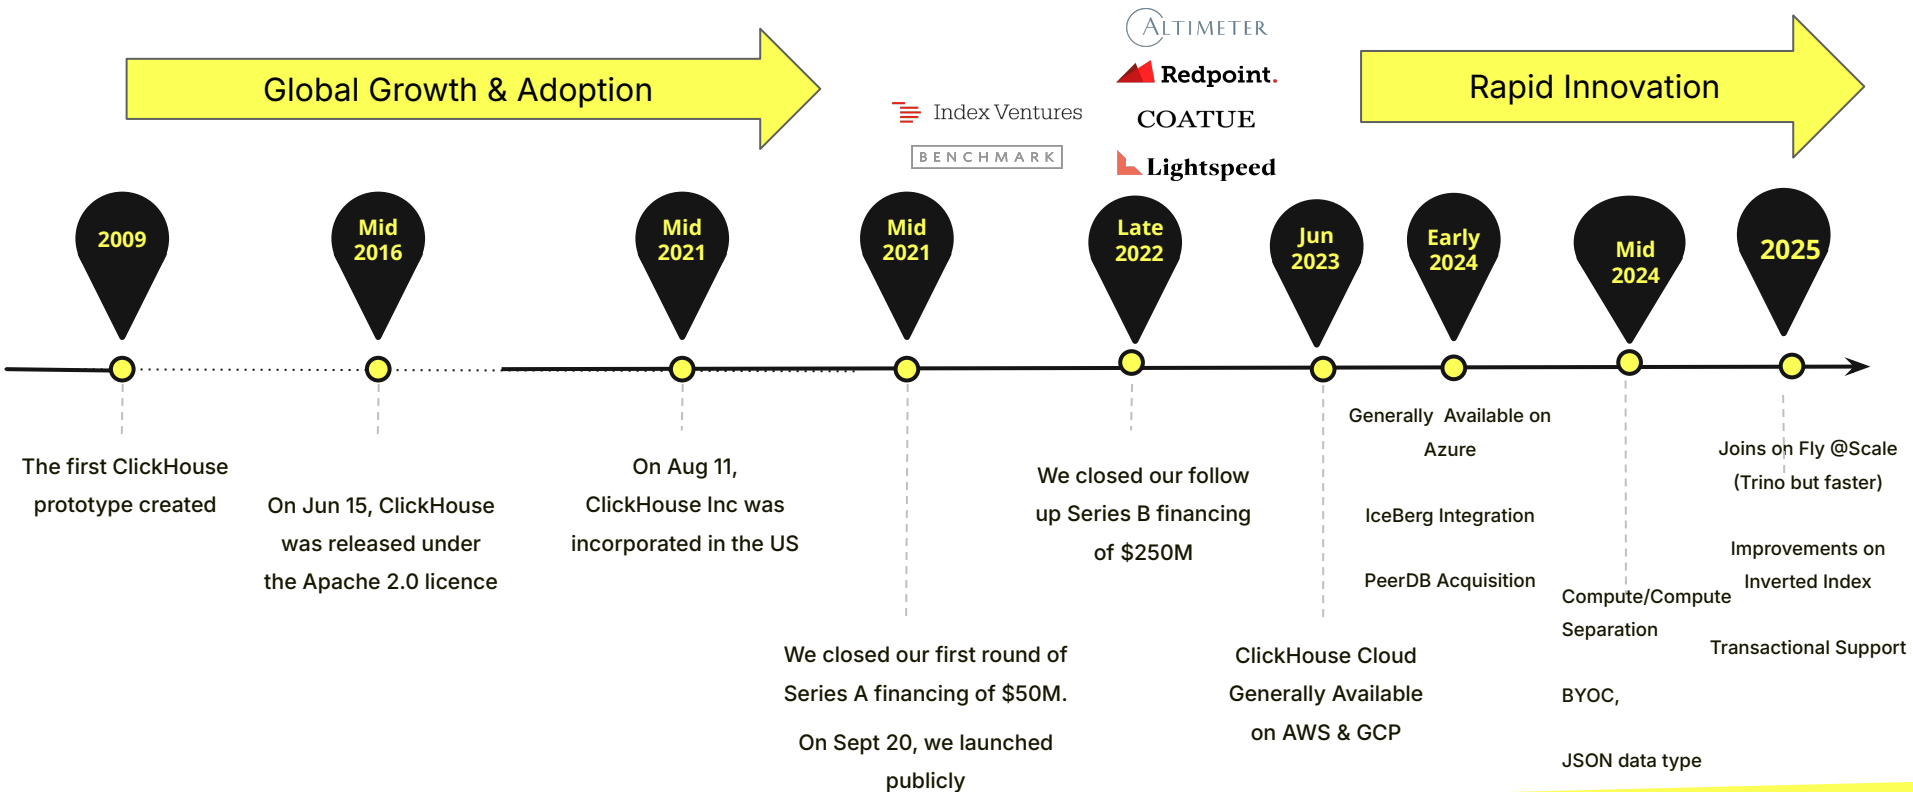 Global Growth & Adoption
Index Ventures
BENCHMARK
ALTIMETER
Redpoint.
COATUE
Lightspeed
Rapid Innovation
2009
Mid
2016
Mid
2021
Mid
2021
Late
2022
Jun
2023
Early
2024
Mid
2024
2025
The first ClickHouse
prototype created
On Jun 15, ClickHouse
was released under
the Apache 2.0 licence
On Aug 11,
ClickHouse Inc was
incorporated in the US
We closed our first round of
Series A financing of $50M.
On Sept 20, we launched
publicly
We closed our follow
up Series B financing
of $250M
ClickHouse Cloud
Generally Available
on AWS & GCP
Generally Available on
Azure
IceBerg Integration
PeerDB Acquisition
Compute/Compute
Separation
BYOC,
JSON data type
Joins on Fly @Scale
(Trino but faster)
Improvements on
Inverted Index
Transactional Support